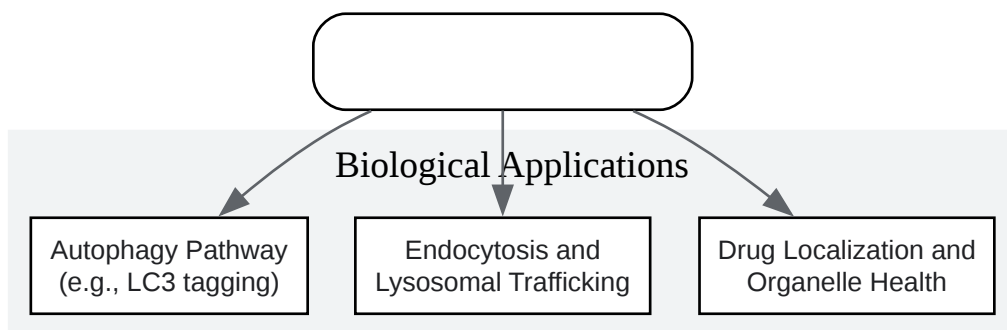 Biological Applications
Autophagy Pathway
(e.g., LC3 tagging)
Endocytosis and
Lysosomal Trafficking
Drug Localization and
Organelle Health